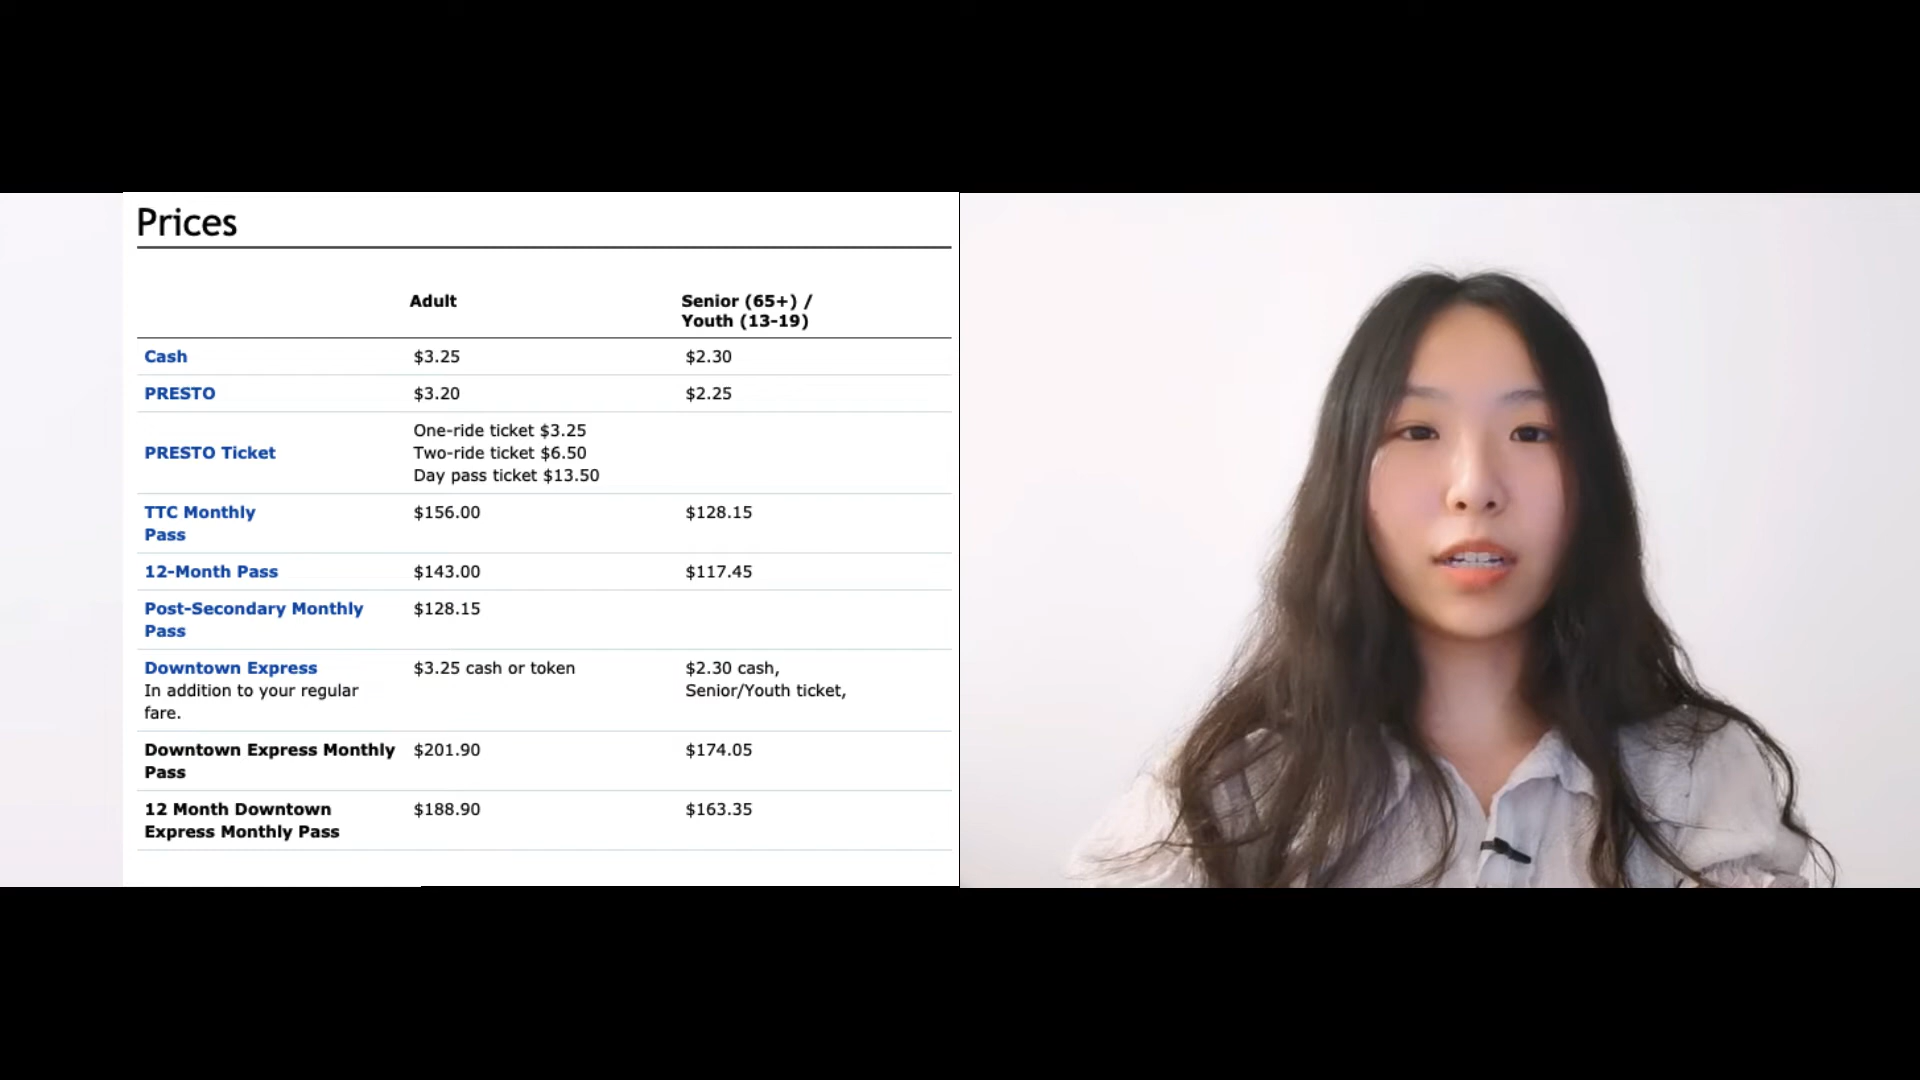 Prices
Adult
Senior (65+) /
Youth (13-19)
Cash
$3.25
$2.30
PRESTO
$3.20
$2.25
PRESTO Ticket
One-ride ticket $3.25
Two-ride ticket $6.50
Day pass ticket $13.50
TTC Monthly
Pass
$156.00
$128.15
12-Month Pass
$143.00
$117.45
Post-Secondary Monthly
Pass
$128.15
Downtown Express
In addition to your regular
fare.
$3.25 cash or token
$2.30 cash,
Senior/Youth ticket,
Downtown Express Monthly
Pass
$201.90
$174.05
12 Month Downtown
Express Monthly Pass
$188.90
$163.35